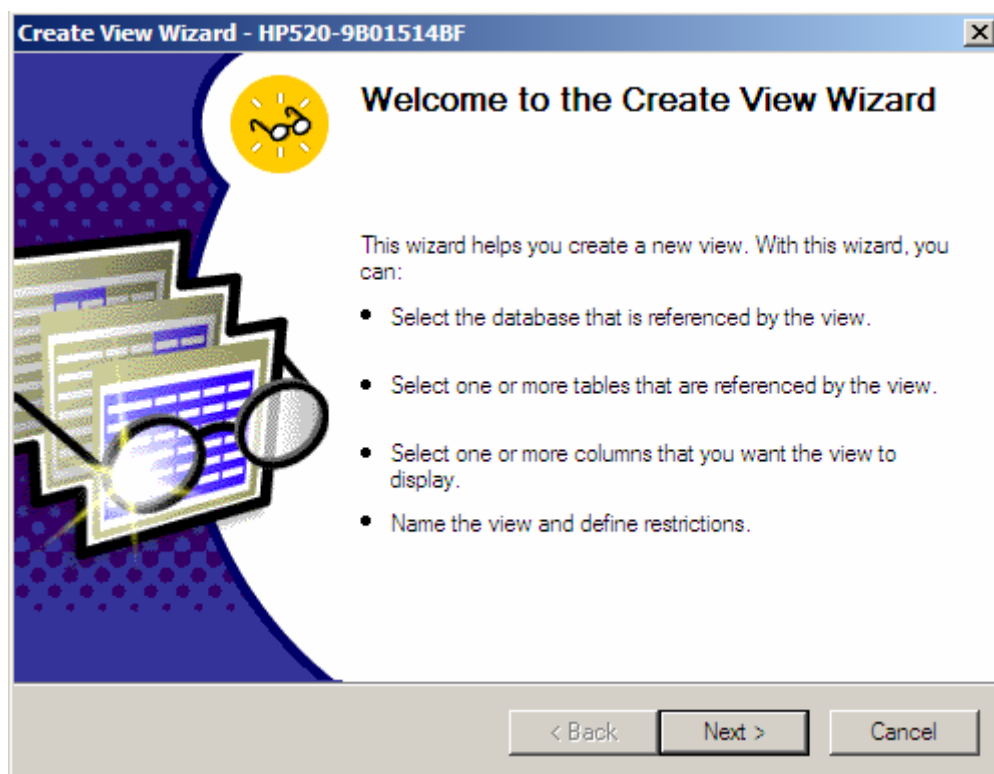 Create View Wizard - HP520-9B01514BF
Welcome to the Create View Wizard
This wizard helps you create a new view. With this wizard, you
can:
• Select the database that is referenced by the view.
• Select one or more tables that are referenced by the view.
• Select one or more columns that you want the view to
display.
• Name the view and define restrictions.
< Back
Next >
Cancel